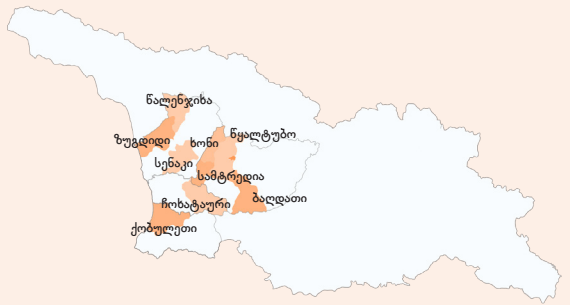 წალენჯიხა
ზუგდიდი
ხონი
წყალტუბო
სენაკი
სამტრედია
ჩოხატაური
ბაღდათი
ქობულეთი